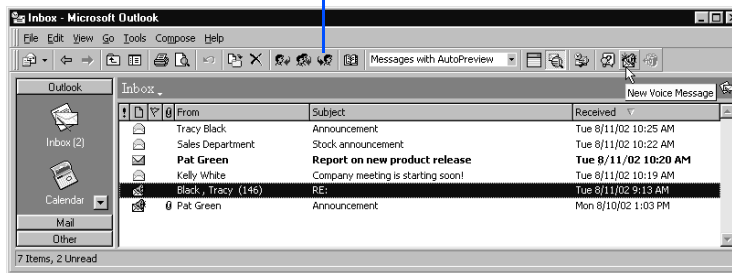 Inbox - Microsoft Outlook
File Edit View Go Tools Compose Help
Messages with AutoPreview
Outlook
Inbox
New Voice Message
! From Subject Received
Tracy Black Announcement Tue 8/11/02 10:25 AM
Sales Department Stock announcement Tue 8/11/02 10:22 AM
Inbox (2)
Pat Green Report on new product release Tue 8/11/02 10:20 AM
Kelly White Company meeting is starting soon! Tue 8/11/02 10:19 AM
Black , Tracy (146) RE: Tue 8/11/02 9:13 AM
Calendar
Pat Green Announcement Mon 8/10/02 1:03 PM
Mail
Other
7 Items, 2 Unread